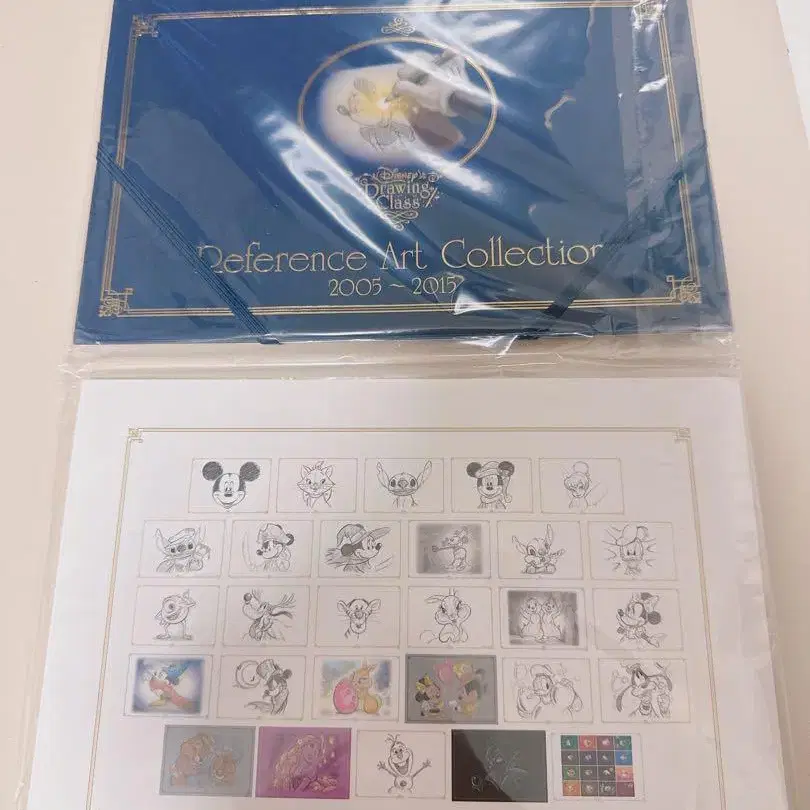 Disney's
Drawing
Class
Reference Art Collection
2005 ~ 2015